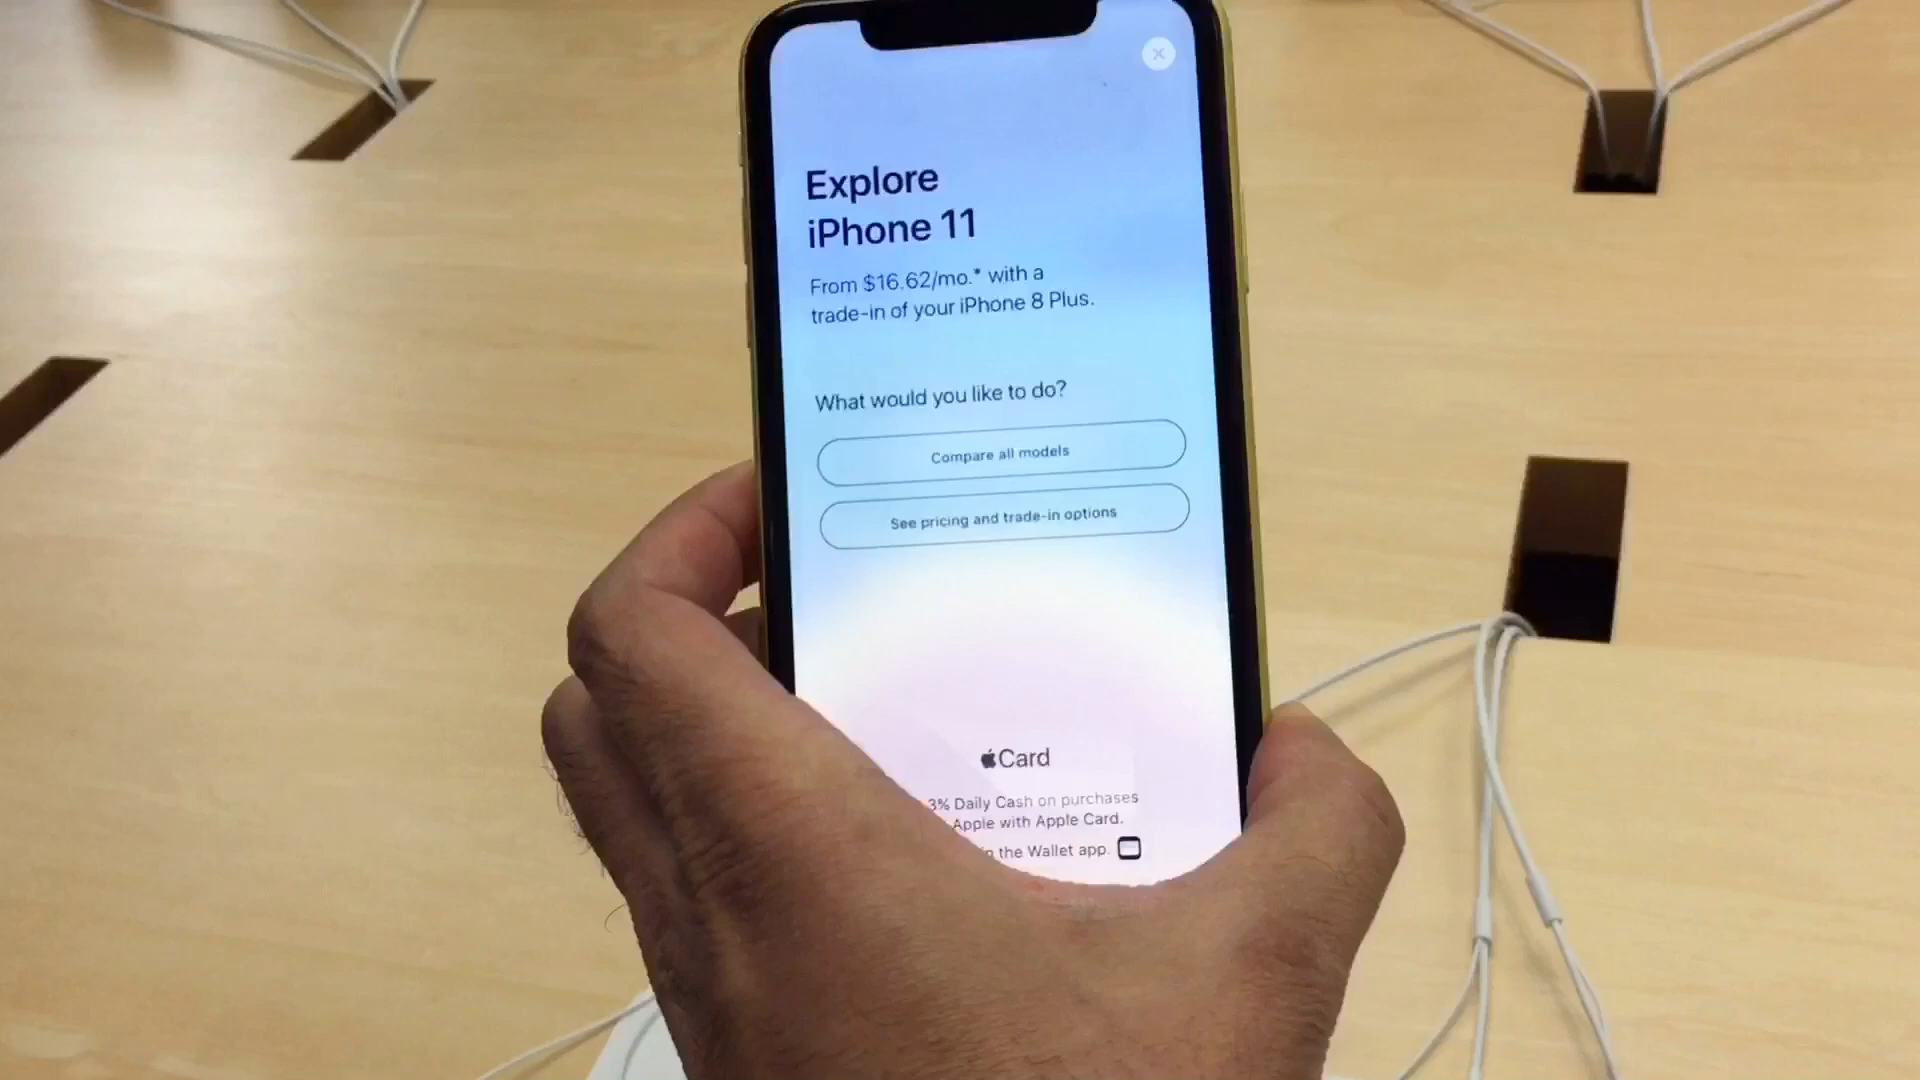 Explore
iPhone 11
From $16.62/mo.* with a
trade-in of your iPhone 8 Plus.
What would you like to do?
Compare all models
See pricing and trade-in options
Card
3% Daily Cash on purchases
Apple with Apple Card.
the Wallet app.